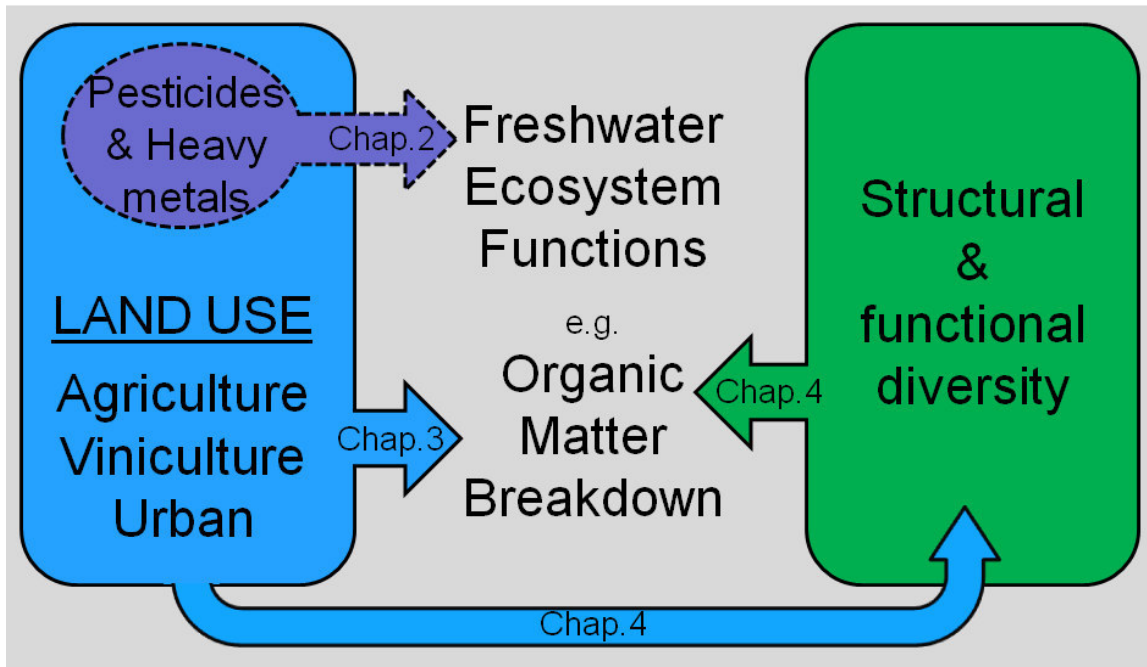 Pesticides
& Heavy
metals
Chap.2
LAND USE
Agriculture
Viniculture
Urban
Chap.3
Freshwater
Ecosystem
Functions
e.g.
Organic
Matter
Breakdown
Chap.4
Structural
&
functional
diversity
Chap.4